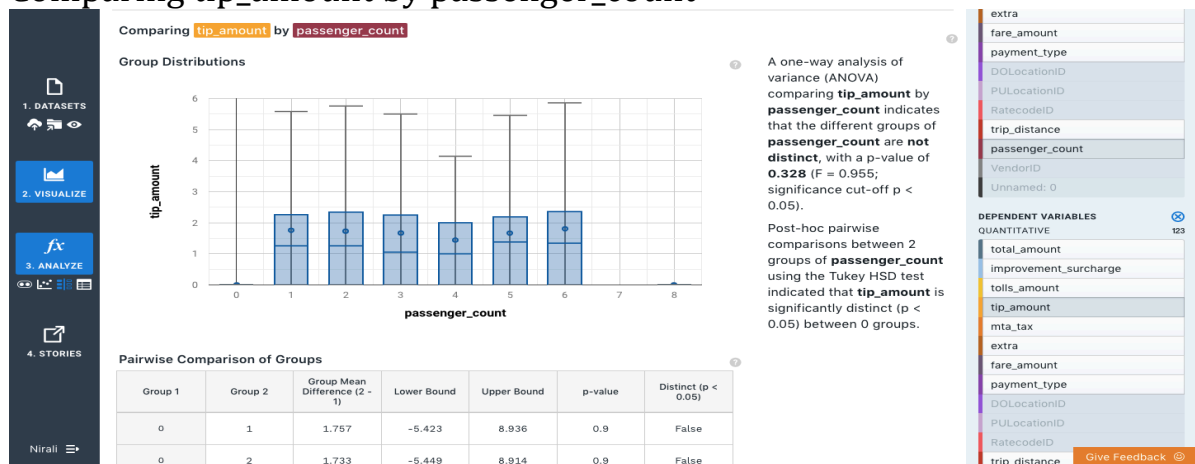 Comparing tip_amount by passenger_count
Comparing tip_amount by passenger_count
Group Distributions
6
5
4
3
2
1
0
tip_amount
0 1 2 3 4 5 6 7 8
passenger_count
A one-way analysis of
variance (ANOVA)
comparing tip_amount by
passenger_count indicates
that the different groups of
passenger_count are not
distinct, with a p-value of
0.328 (F = 0.955;
significance cut-off p <
0.05).
Post-hoc pairwise
comparisons between 2
groups of passenger_count
using the Tukey HSD test
indicated that tip_amount is
significantly distinct (p <
0.05) between 0 groups.
Pairwise Comparison of Groups
Group 1 Group 2 Group Mean Difference (2 - 1) Lower Bound Upper Bound p-value Distinct (p < 0.05)
0 1 1.757 −5.423 8.936 0.9 False
0 2 1.733 −5.449 8.914 0.9 False
1. DATASETS
2. VISUALIZE
fx
3. ANALYZE
4. STORIES
Nirali
extra
fare_amount
payment_type
DOLocationID
PULocationID
RatecodeID
trip_distance
passenger_count
VendorID
Unnamed: 0
DEPENDENT VARIABLES
QUANTITATIVE 123
total_amount
improvement_surcharge
tolls_amount
tip_amount
mta_tax
extra
fare_amount
payment_type
DOLocationID
PULocationID
RatecodeID
trip_distance
Give Feedback